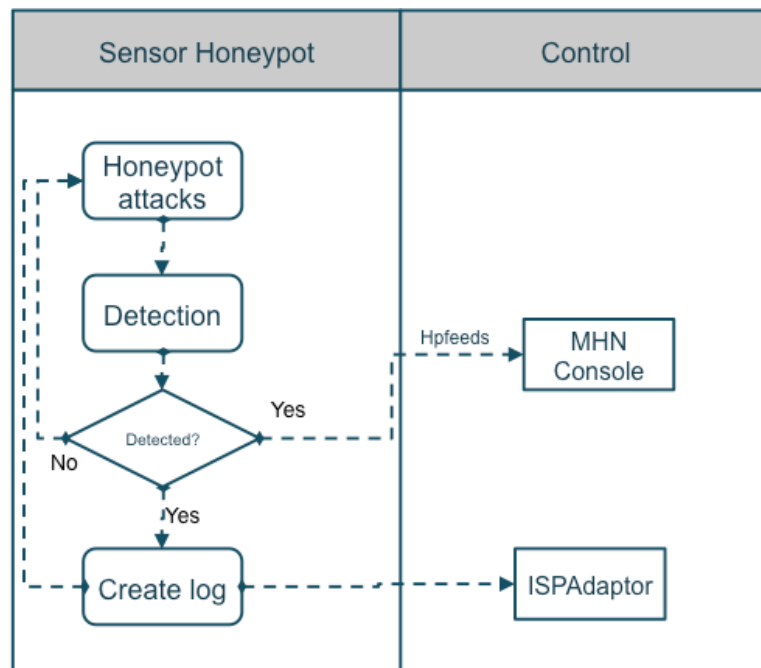 Sensor Honeypot
Control
Honeypot
attacks
Detection
Hpfeeds
MHN
Console
Yes
Detected?
No
Yes
Create log
ISPAdaptor